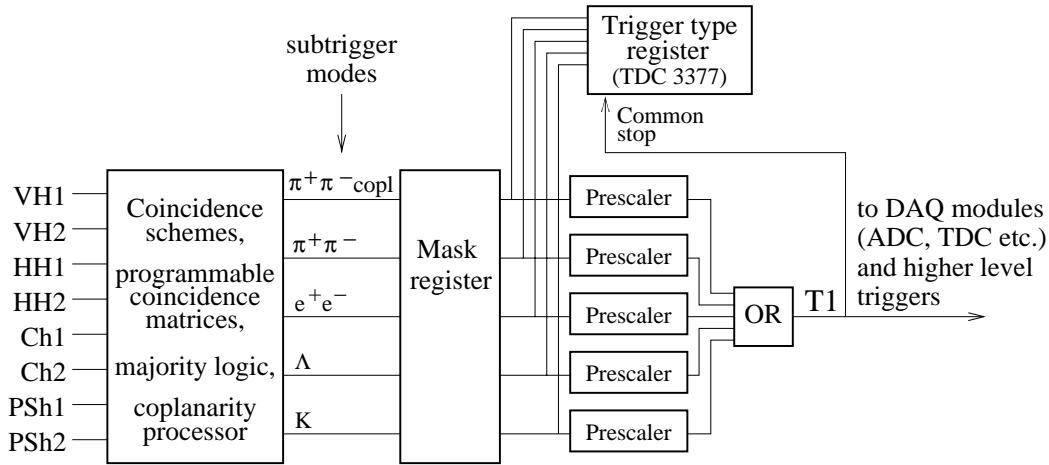 VH1
VH2
HH1
HH2
Ch1
Ch2
PSh1
PSh2
Coincidence
schemes,
programmable
coincidence
matrices,
majority logic,
coplanarity
processor
subtrigger
modes
π+π−copl
π+π−
e+e−
Λ
K
Mask
register
Trigger type
register
(TDC 3377)
Common
stop
Prescaler
Prescaler
Prescaler
Prescaler
Prescaler
OR
T1
to DAQ modules
(ADC, TDC etc.)
and higher level
triggers